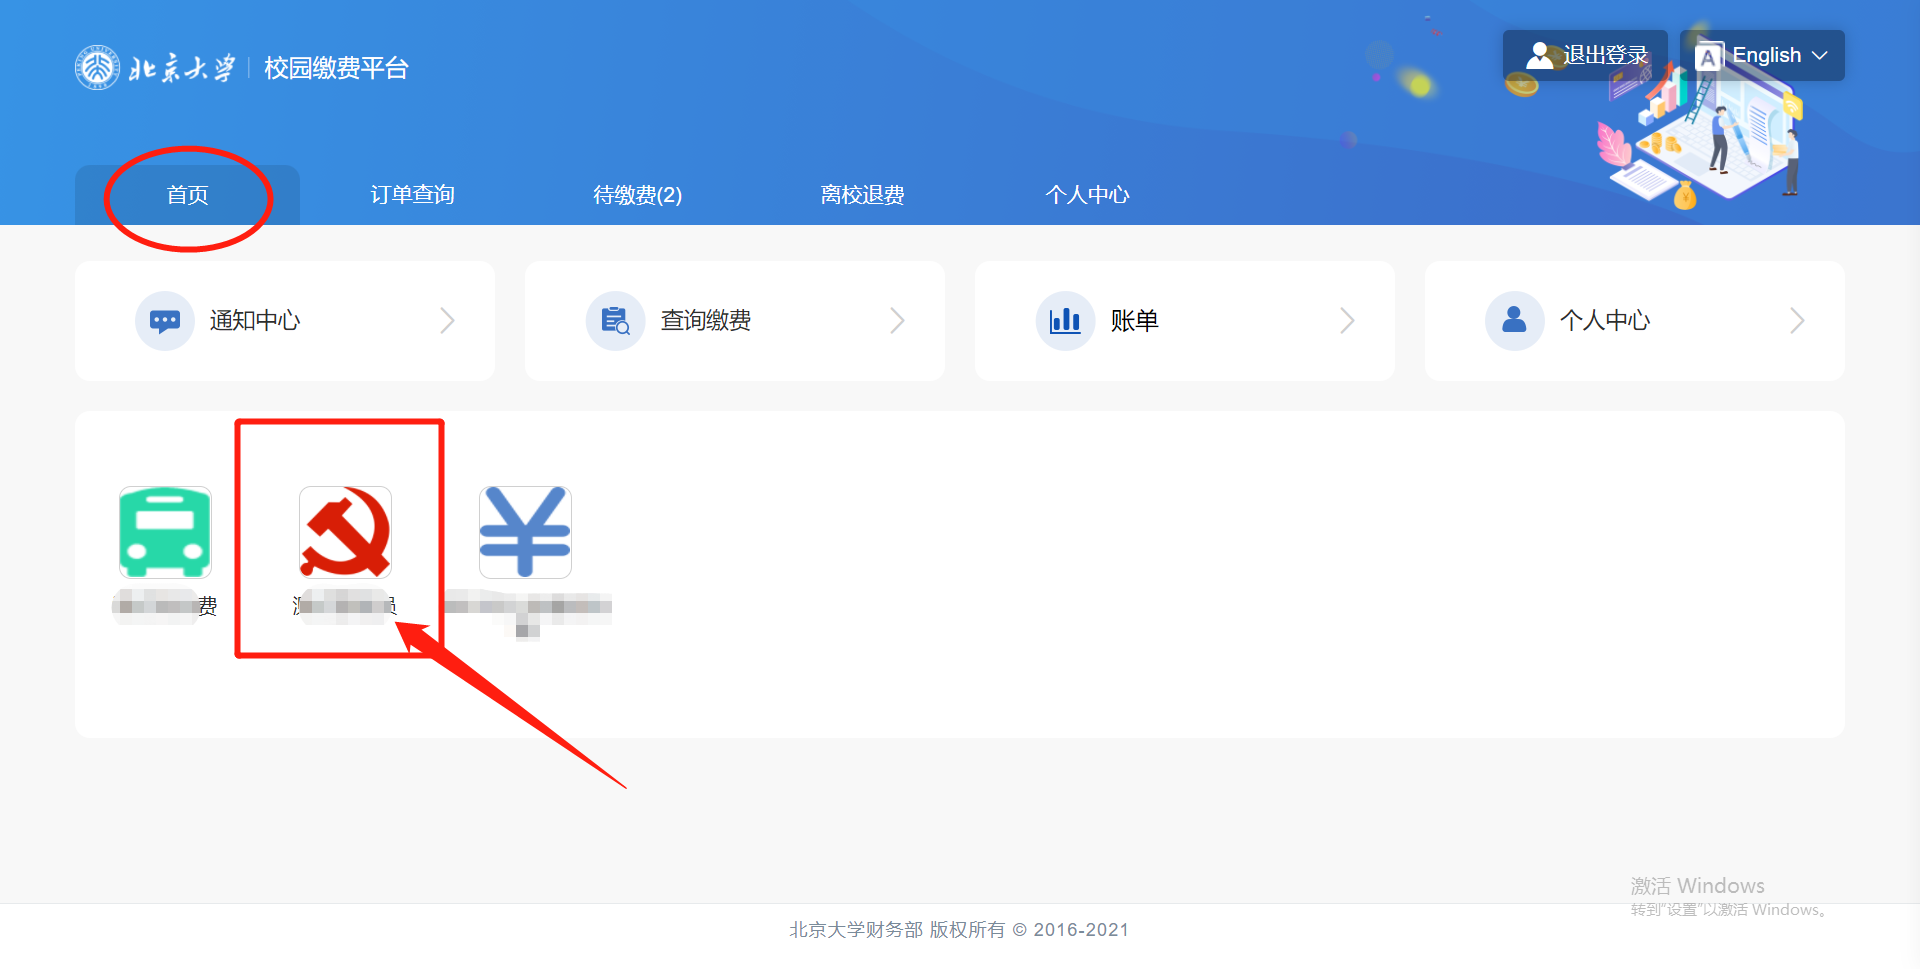 北京大学 校园缴费平台
退出登录
A English
首页 订单查询 待缴费(2) 离校退费 个人中心
通知中心 查询缴费 账单 个人中心
费
北京大学财务部 版权所有 © 2016-2021
激活 Windows
转到"设置"以激活 Windows。